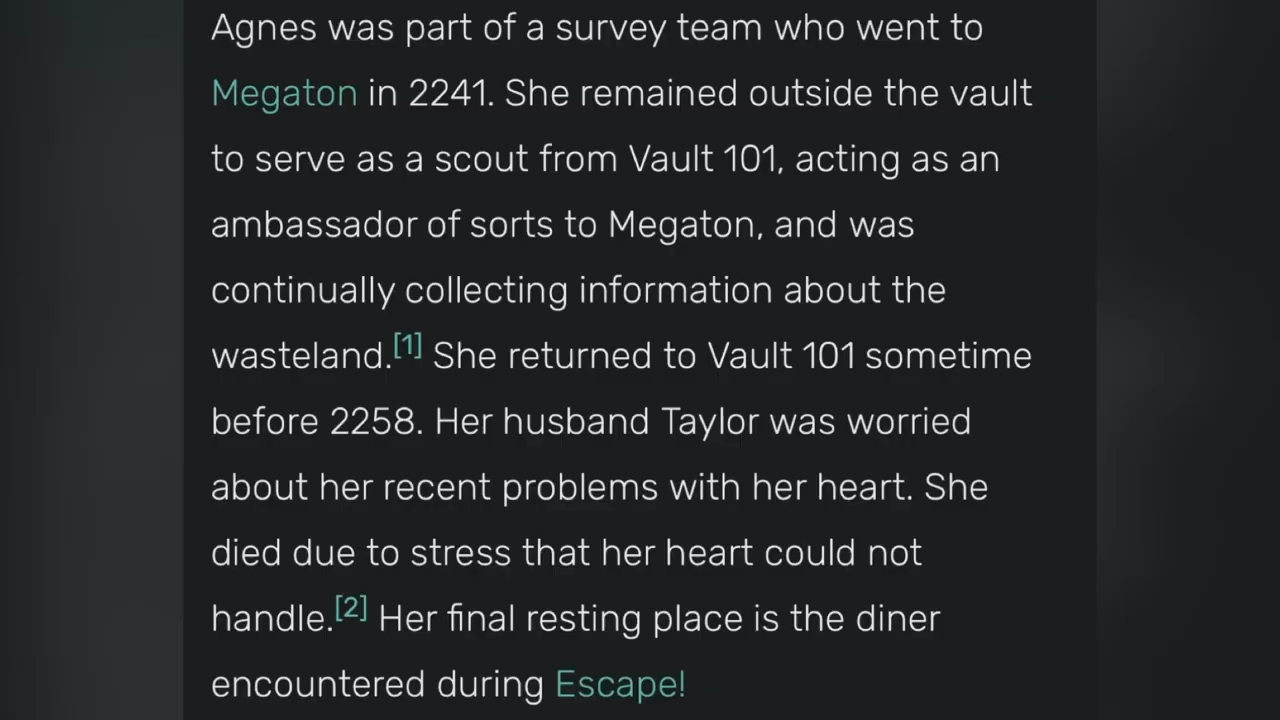 Agnes was part of a survey team who went to
Megaton in 2241. She remained outside the vault
to serve as a scout from Vault 101, acting as an
ambassador of sorts to Megaton, and was
continually collecting information about the
wasteland.[1] She returned to Vault 101 sometime
before 2258. Her husband Taylor was worried
about her recent problems with her heart. She
died due to stress that her heart could not
handle.[2] Her final resting place is the diner
encountered during Escape!